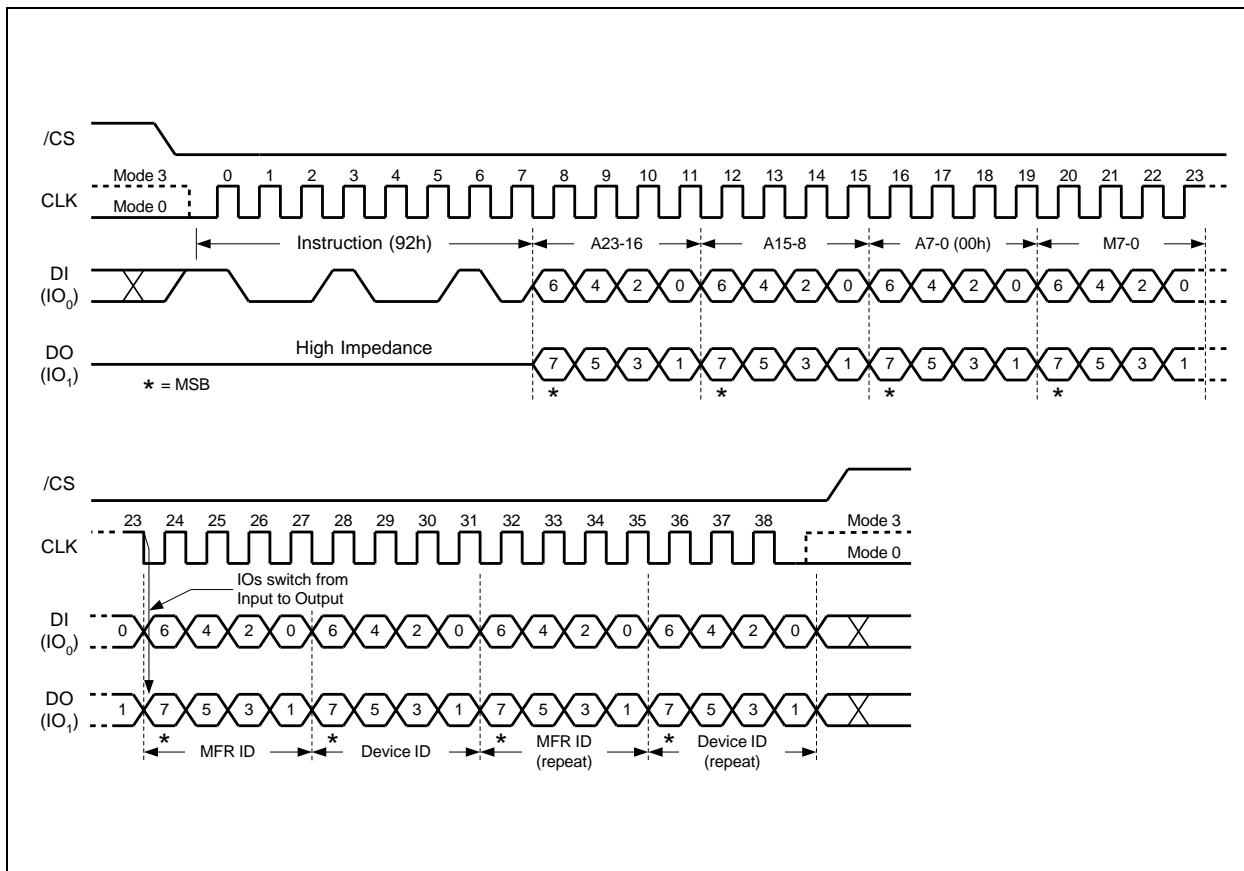 /CS
Mode 3
0 1 2 3 4 5 6 7 8 9 10 11 12 13 14 15 16 17 18 19 20 21 22 23
CLK
Mode 0
Instruction (92h) A23-16 A15-8 A7-0 (00h) M7-0
DI
(IO0)
6 4 2 0 6 4 2 0 6 4 2 0 6 4 2 0
High Impedance
DO
(IO1)
7 5 3 1 7 5 3 1 7 5 3 1 7 5 3 1
* = MSB
* * * *
/CS
23 24 25 26 27 28 29 30 31 32 33 34 35 36 37 38
Mode 3
CLK
Mode 0
IOs switch from
Input to Output
DI
(IO0)
0 6 4 2 0 6 4 2 0 6 4 2 0 6 4 2 0
DO
(IO1)
1 7 5 3 1 7 5 3 1 7 5 3 1 7 5 3 1
* * * *
MFR ID Device ID MFR ID
(repeat)
Device ID
(repeat)